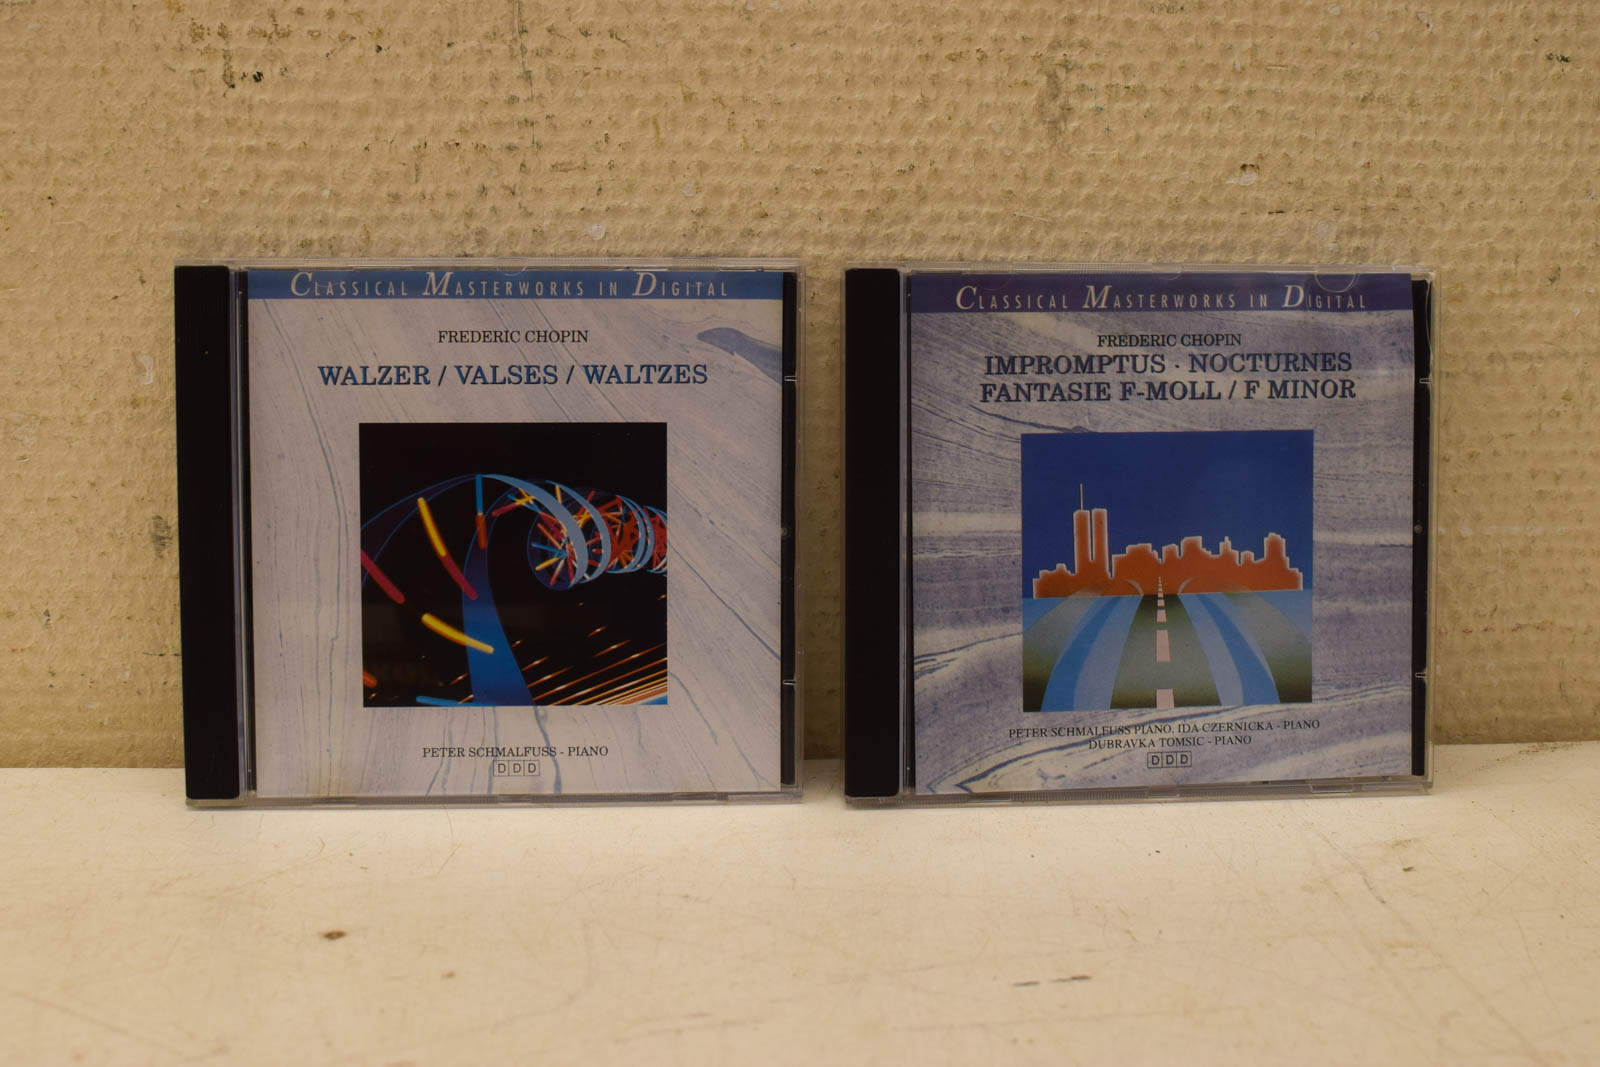 CLASSICAL MASTERWORKS IN DIGITAL
FREDERIC CHOPIN
WALZER / VALSES / WALTZES
PETER SCHMALFUSS - PIANO
DDD
CLASSICAL MASTERWORKS IN DIGITAL
FREDERIC CHOPIN
IMPROMPTUS · NOCTURNES
FANTASIE F-MOLL / F MINOR
PETER SCHMALFUSS PIANO, IDA CZERNICKA - PIANO
DUBRAVKA TOMSIC - PIANO
DDD